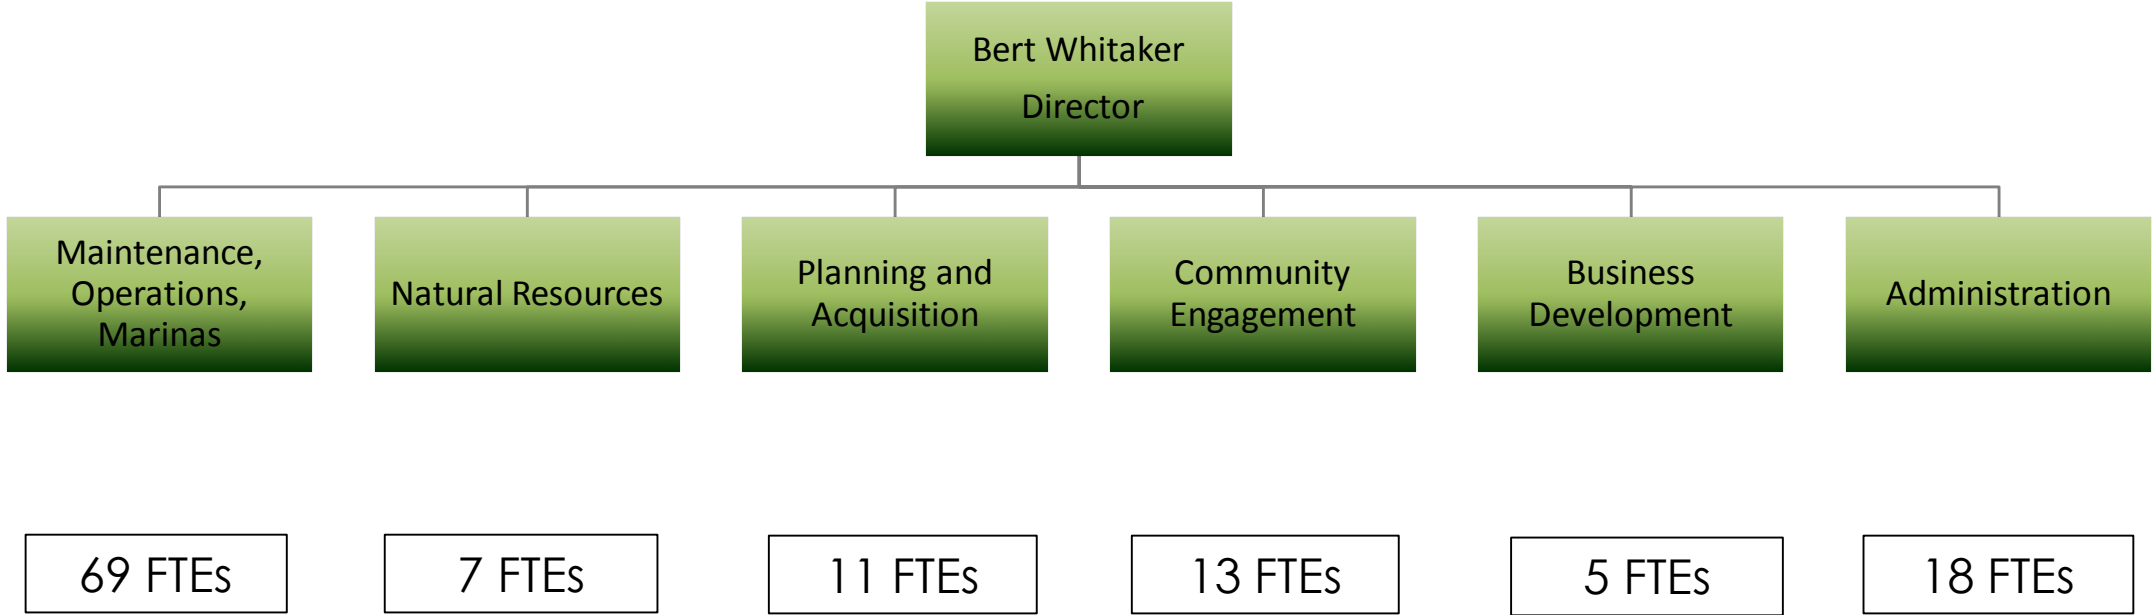 Bert Whitaker
Director
Maintenance,
Operations,
Marinas
Natural Resources
Planning and
Acquisition
Community
Engagement
Business
Development
Administration
69 FTEs
7 FTEs
11 FTEs
13 FTEs
5 FTEs
18 FTEs